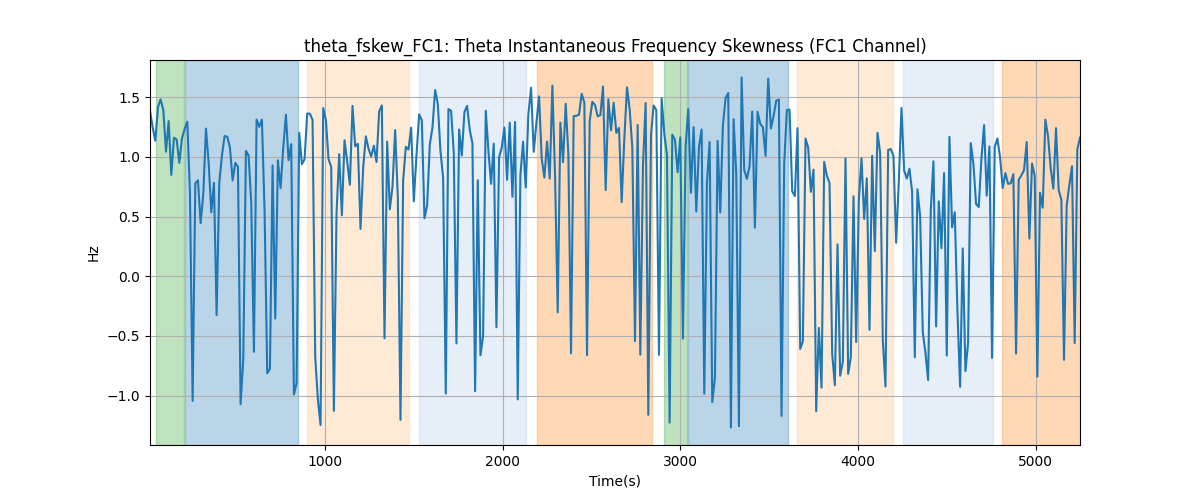 theta_fskew_FC1: Theta Instantaneous Frequency Skewness (FC1 Channel)
1.5
1.0
0.5
0.0
−0.5
−1.0
Hz
1000 2000 3000 4000 5000
Time(s)